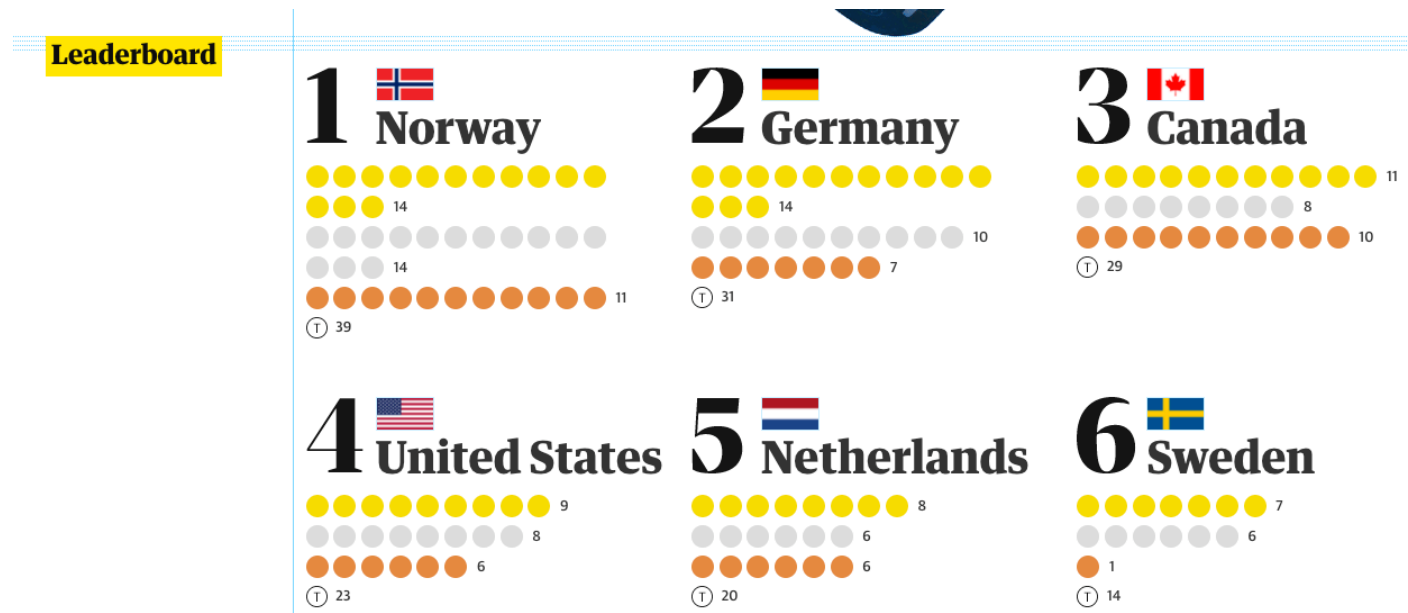 Leaderboard
1 Norway
14
14
11
T 39
2 Germany
14
10
7
T 31
3 Canada
11
8
10
T 29
4 United States
9
8
6
T 23
5 Netherlands
8
6
6
T 20
6 Sweden
7
6
1
T 14